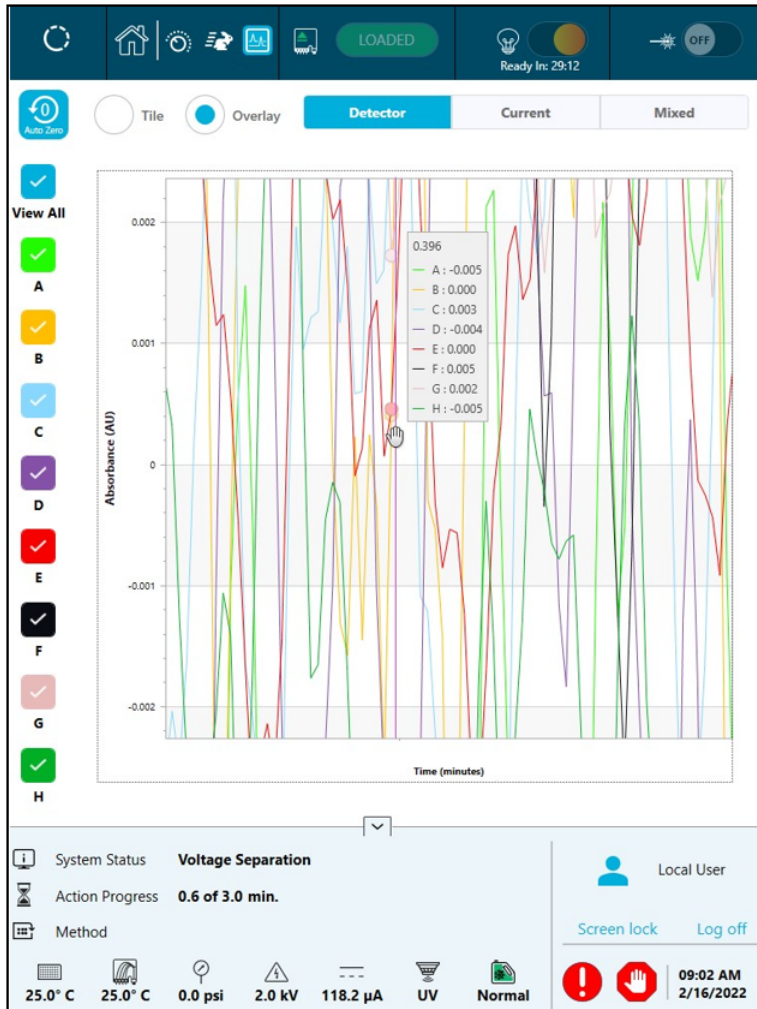 LOADED
Ready In: 29:12
OFF
0
Auto Zero
Tile
Overlay
Detector
Current
Mixed
View All
A
B
C
D
E
F
G
H
Absorbance (AU)
0.002
0.001
0
-0.001
-0.002
0.396
A : -0.005
B : 0.000
C : 0.003
D : -0.004
E : 0.000
F : 0.005
G : 0.002
H : -0.005
Time (minutes)
System Status Voltage Separation
Action Progress 0.6 of 3.0 min.
Method
Local User
Screen lock Log off
25.0° C 25.0° C 0.0 psi 2.0 kV 118.2 µA UV Normal
09:02 AM
2/16/2022